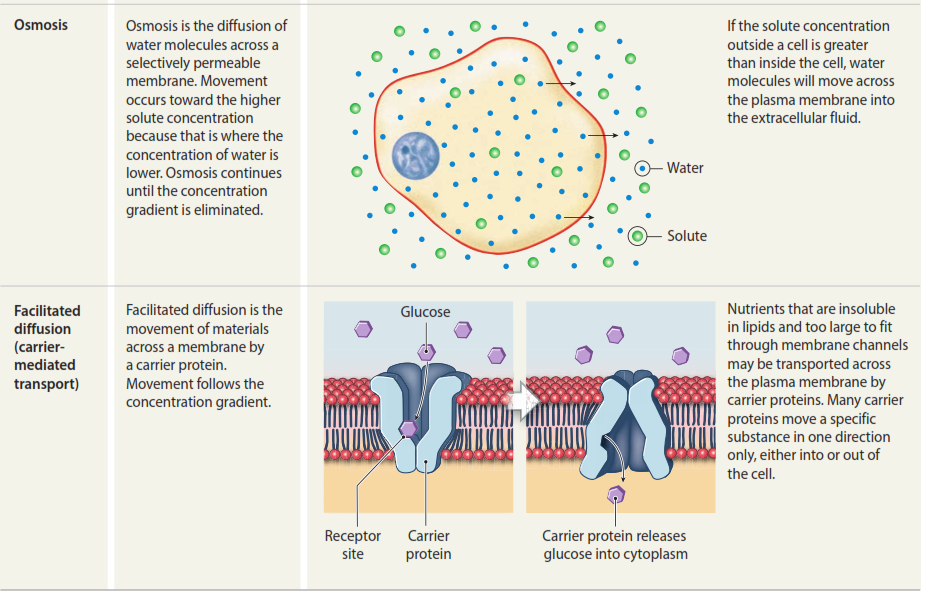 Osmosis
Osmosis is the diffusion of
water molecules across a
selectively permeable
membrane. Movement
occurs toward the higher
solute concentration
because that is where the
concentration of water is
lower. Osmosis continues
until the concentration
gradient is eliminated.
Water
Solute
If the solute concentration
outside a cell is greater
than inside the cell, water
molecules will move across
the plasma membrane into
the extracellular fluid.
Facilitated
diffusion
(carrier-
mediated
transport)
Facilitated diffusion is the
movement of materials
across a membrane by
a carrier protein.
Movement follows the
concentration gradient.
Glucose
Receptor
site
Carrier
protein
Carrier protein releases
glucose into cytoplasm
Nutrients that are insoluble
in lipids and too large to fit
through membrane channels
may be transported across
the plasma membrane by
carrier proteins. Many carrier
proteins move a specific
substance in one direction
only, either into or out of
the cell.